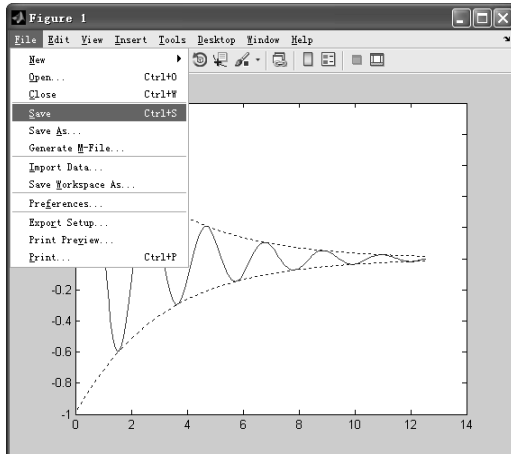 Figure 1
File Edit View Insert Tools Desktop Window Help
New
Open... Ctrl+O
Close Ctrl+W
Save Ctrl+S
Save As...
Generate M-File...
Import Data...
Save Workspace As...
Preferences...
Export Setup...
Print Preview...
Print... Ctrl+P
-0.2
-0.4
-0.6
-0.8
-1
0 2 4 6 8 10 12 14